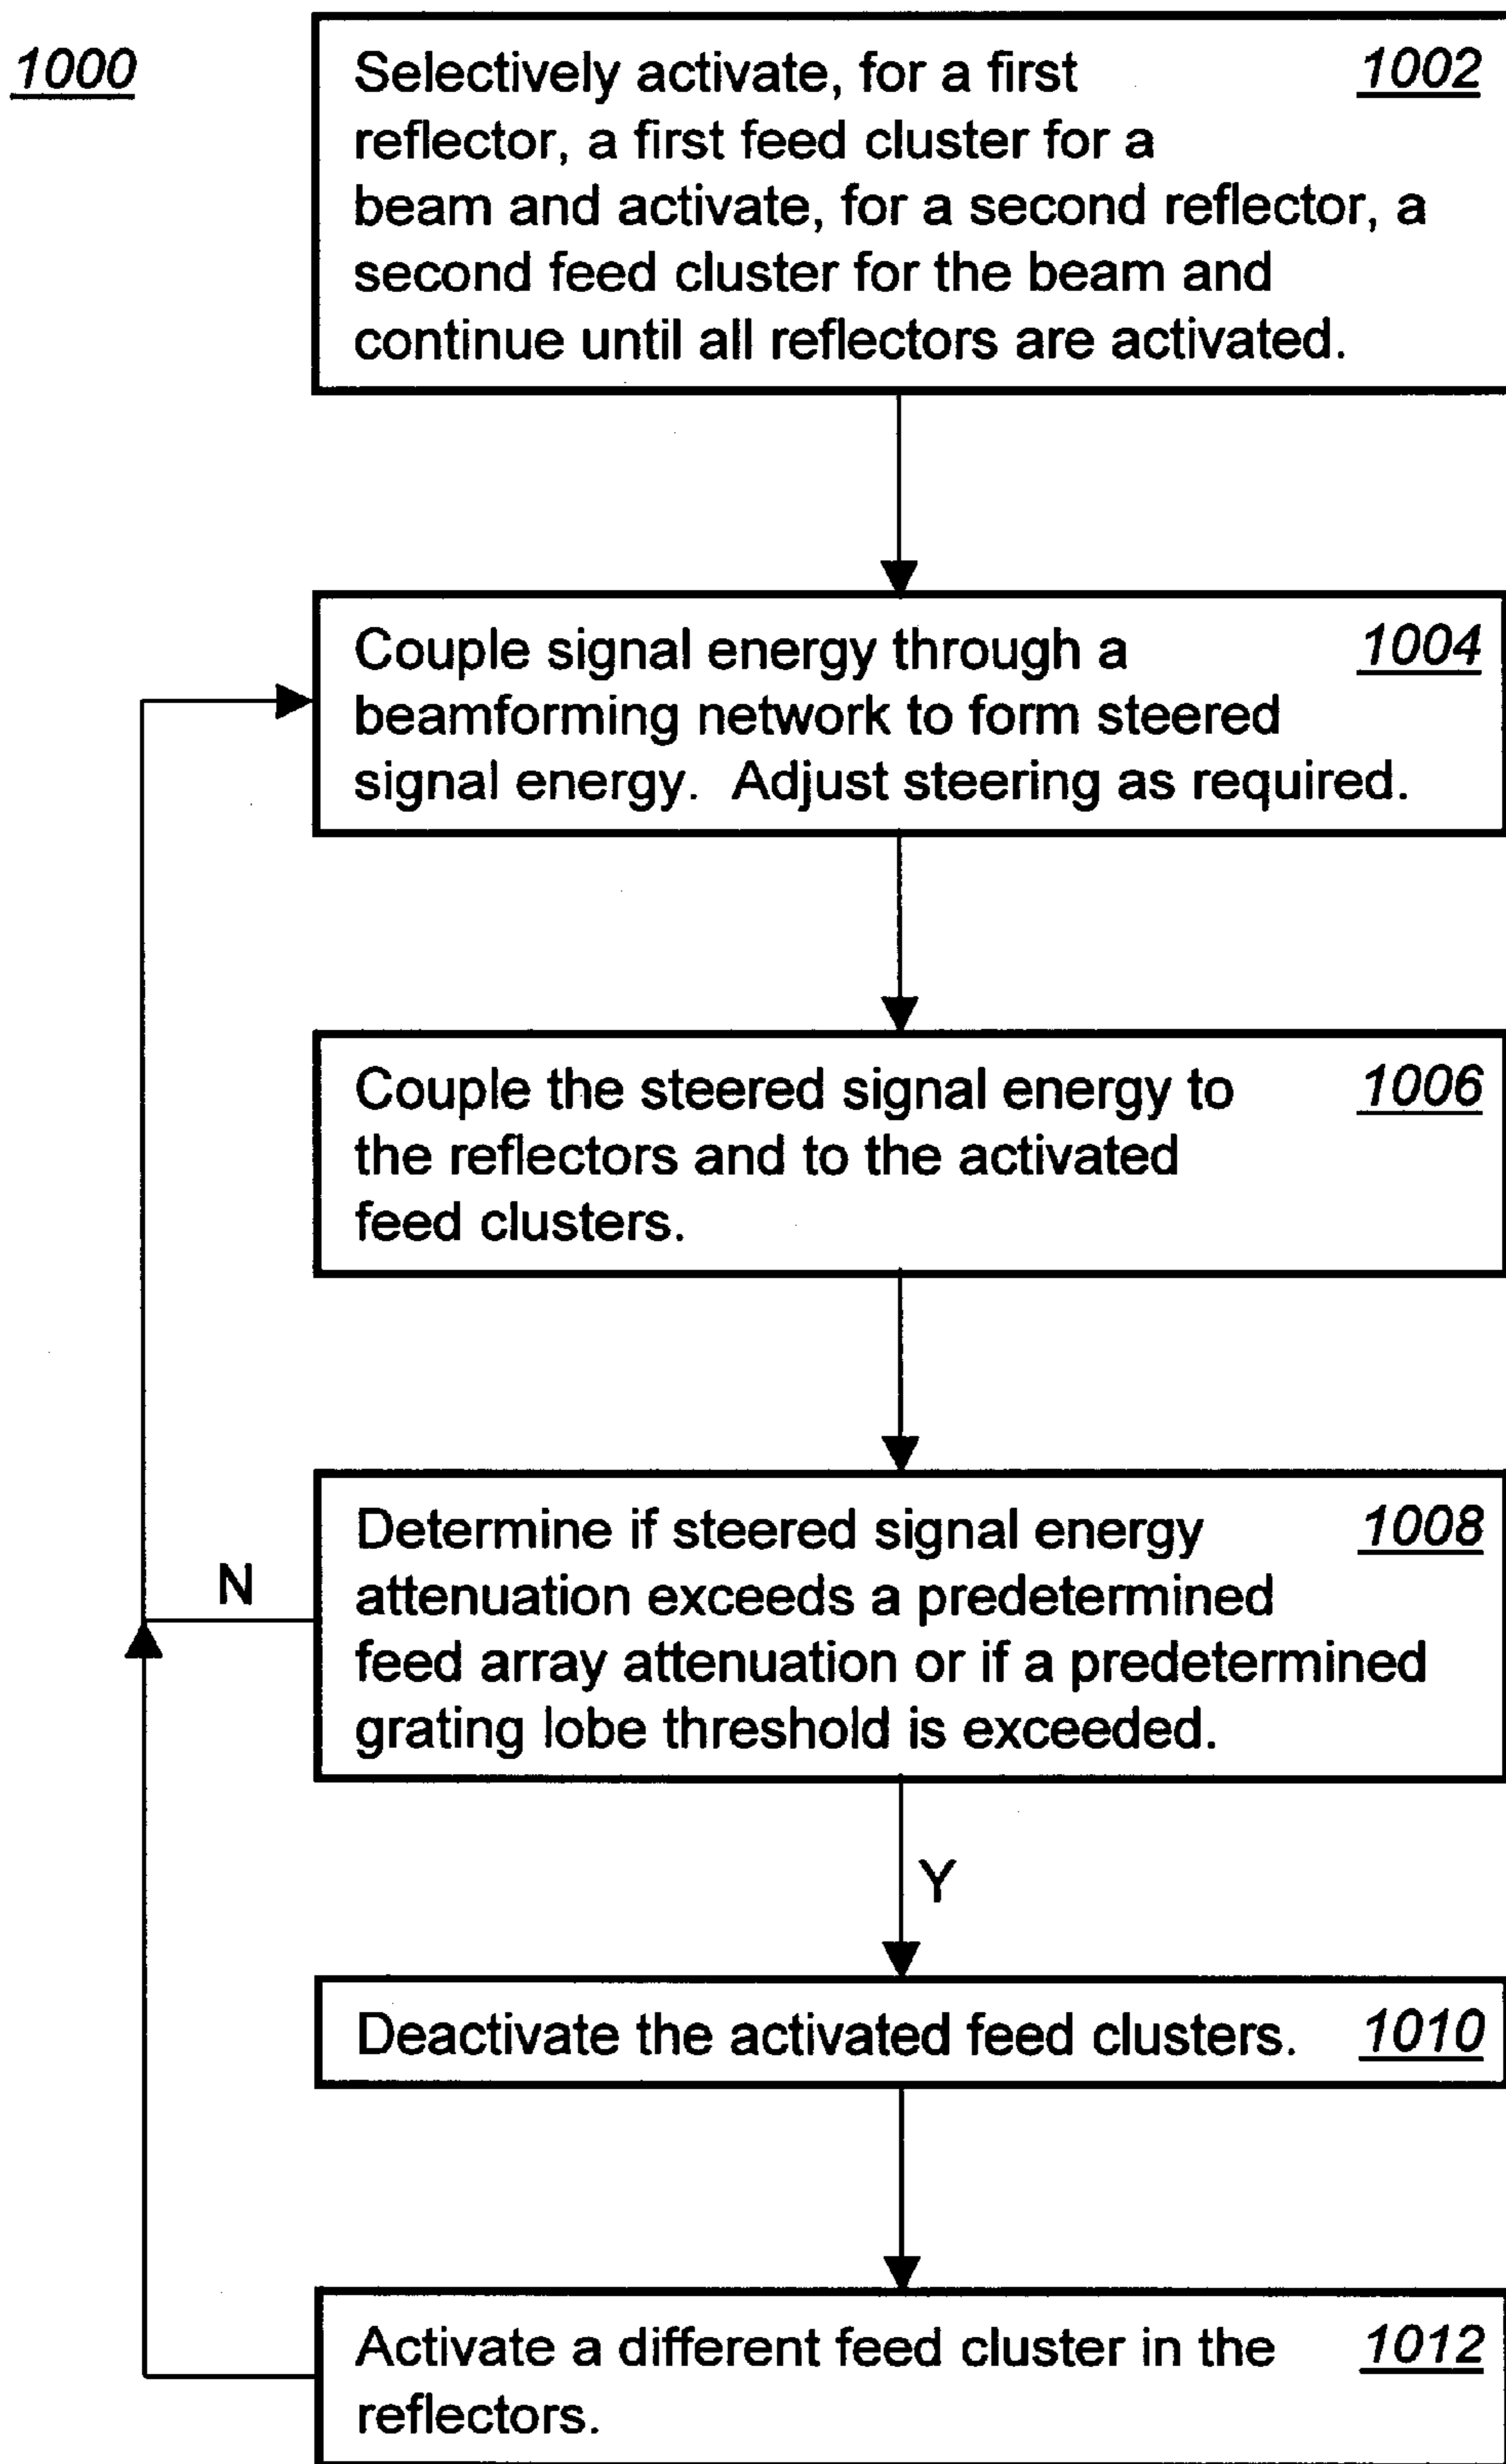 1000
Selectively activate, for a first 1002
reflector, a first feed cluster for a
beam and activate, for a second reflector, a
second feed cluster for the beam and
continue until all reflectors are activated.
Couple signal energy through a 1004
beamforming network to form steered
signal energy. Adjust steering as required.
Couple the steered signal energy to 1006
the reflectors and to the activated
feed clusters.
Determine if steered signal energy 1008
attenuation exceeds a predetermined
feed array attenuation or if a predetermined
grating lobe threshold is exceeded.
N
Y
Deactivate the activated feed clusters. 1010
Activate a different feed cluster in the 1012
reflectors.